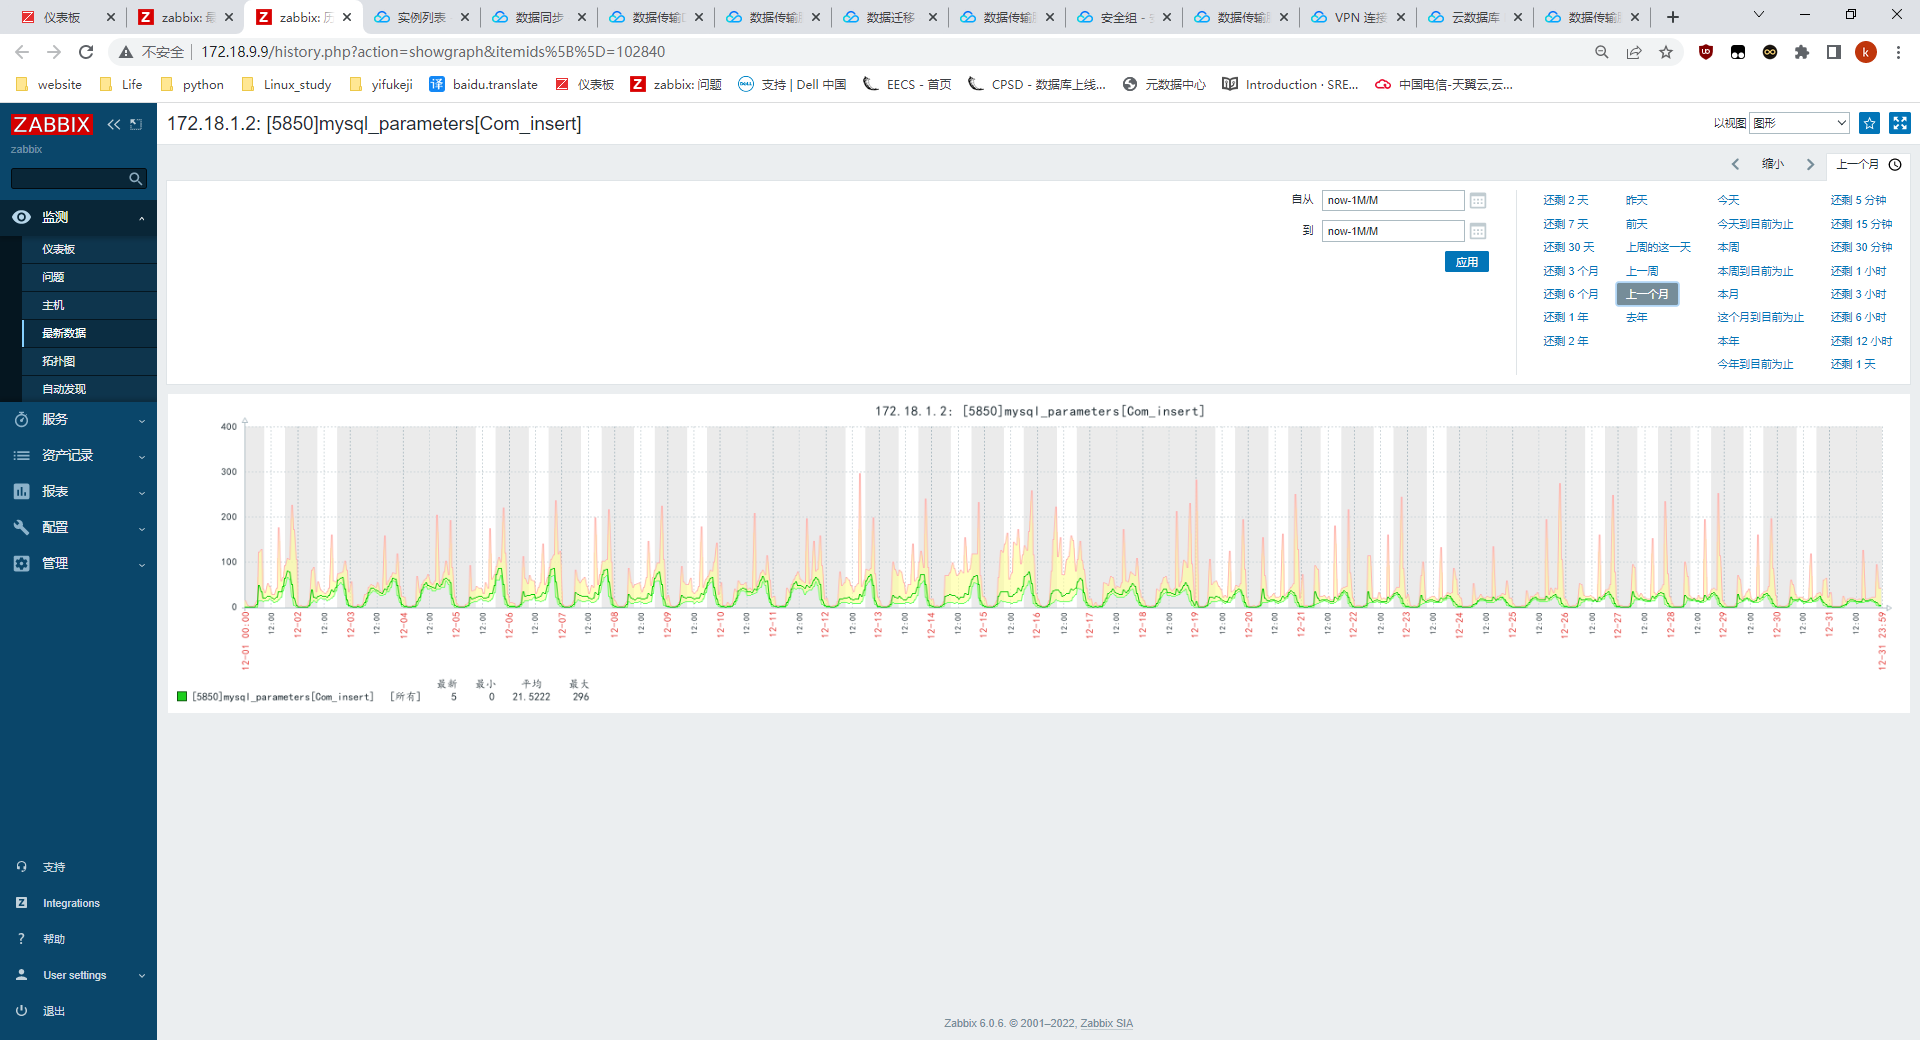 仪表板
zabbix: 最
zabbix: 历
实例列表
数据同步
数据传输
数据传输
数据迁移
数据传输
安全组 -
数据传输
VPN 连接
云数据库
数据传输
不安全
172.18.9.9/history.php?action=showgraph&itemids%5B%5D=102840
k
website
Life
python
Linux_study
yifukeji
译 baidu.translate
仪表板
zabbix: 问题
支持 | Dell 中国
EECS - 首页
CPSD - 数据库上线...
元数据中心
Introduction · SRE...
中国电信-天翼云,云...
ZABBIX
zabbix
监测
仪表板
问题
主机
最新数据
拓扑图
自动发现
服务
资产记录
报表
配置
管理
支持
Integrations
帮助
User settings
退出
172.18.1.2: [5850]mysql_parameters[Com_insert]
以视图 图形
缩小
上一个月
自从 now-1M/M
到 now-1M/M
应用
还剩 2 天 昨天 今天 还剩 5 分钟
还剩 7 天 前天 今天到目前为止 还剩 15 分钟
还剩 30 天 上周的这一天 本周 还剩 30 分钟
还剩 3 个月 上一周 本周到目前为止 还剩 1 小时
还剩 6 个月 上一个月 本月 还剩 3 小时
还剩 1 年 去年 这个月到目前为止 还剩 6 小时
还剩 2 年 本年 还剩 12 小时
今年到目前为止 还剩 1 天
172.18.1.2: [5850]mysql_parameters[Com_insert]
400
300
200
100
0
12-01 00:00 12:00 12-02 12:00 12-03 12:00 12-04 12:00 12-05 12:00 12-06 12:00 12-07 12:00 12-08 12:00 12-09 12:00 12-10 12:00 12-11 12:00 12-12 12:00 12-13 12:00 12-14 12:00 12-15 12:00 12-16 12:00 12-17 12:00 12-18 12:00 12-19 12:00 12-20 12:00 12-21 12:00 12-22 12:00 12-23 12:00 12-24 12:00 12-25 12:00 12-26 12:00 12-27 12:00 12-28 12:00 12-29 12:00 12-30 12:00 12-31 12:00 12-31 23:59
最新 最小 平均 最大
[5850]mysql_parameters[Com_insert] [所有] 5 0 21.5222 296
Zabbix 6.0.6. © 2001–2022, Zabbix SIA